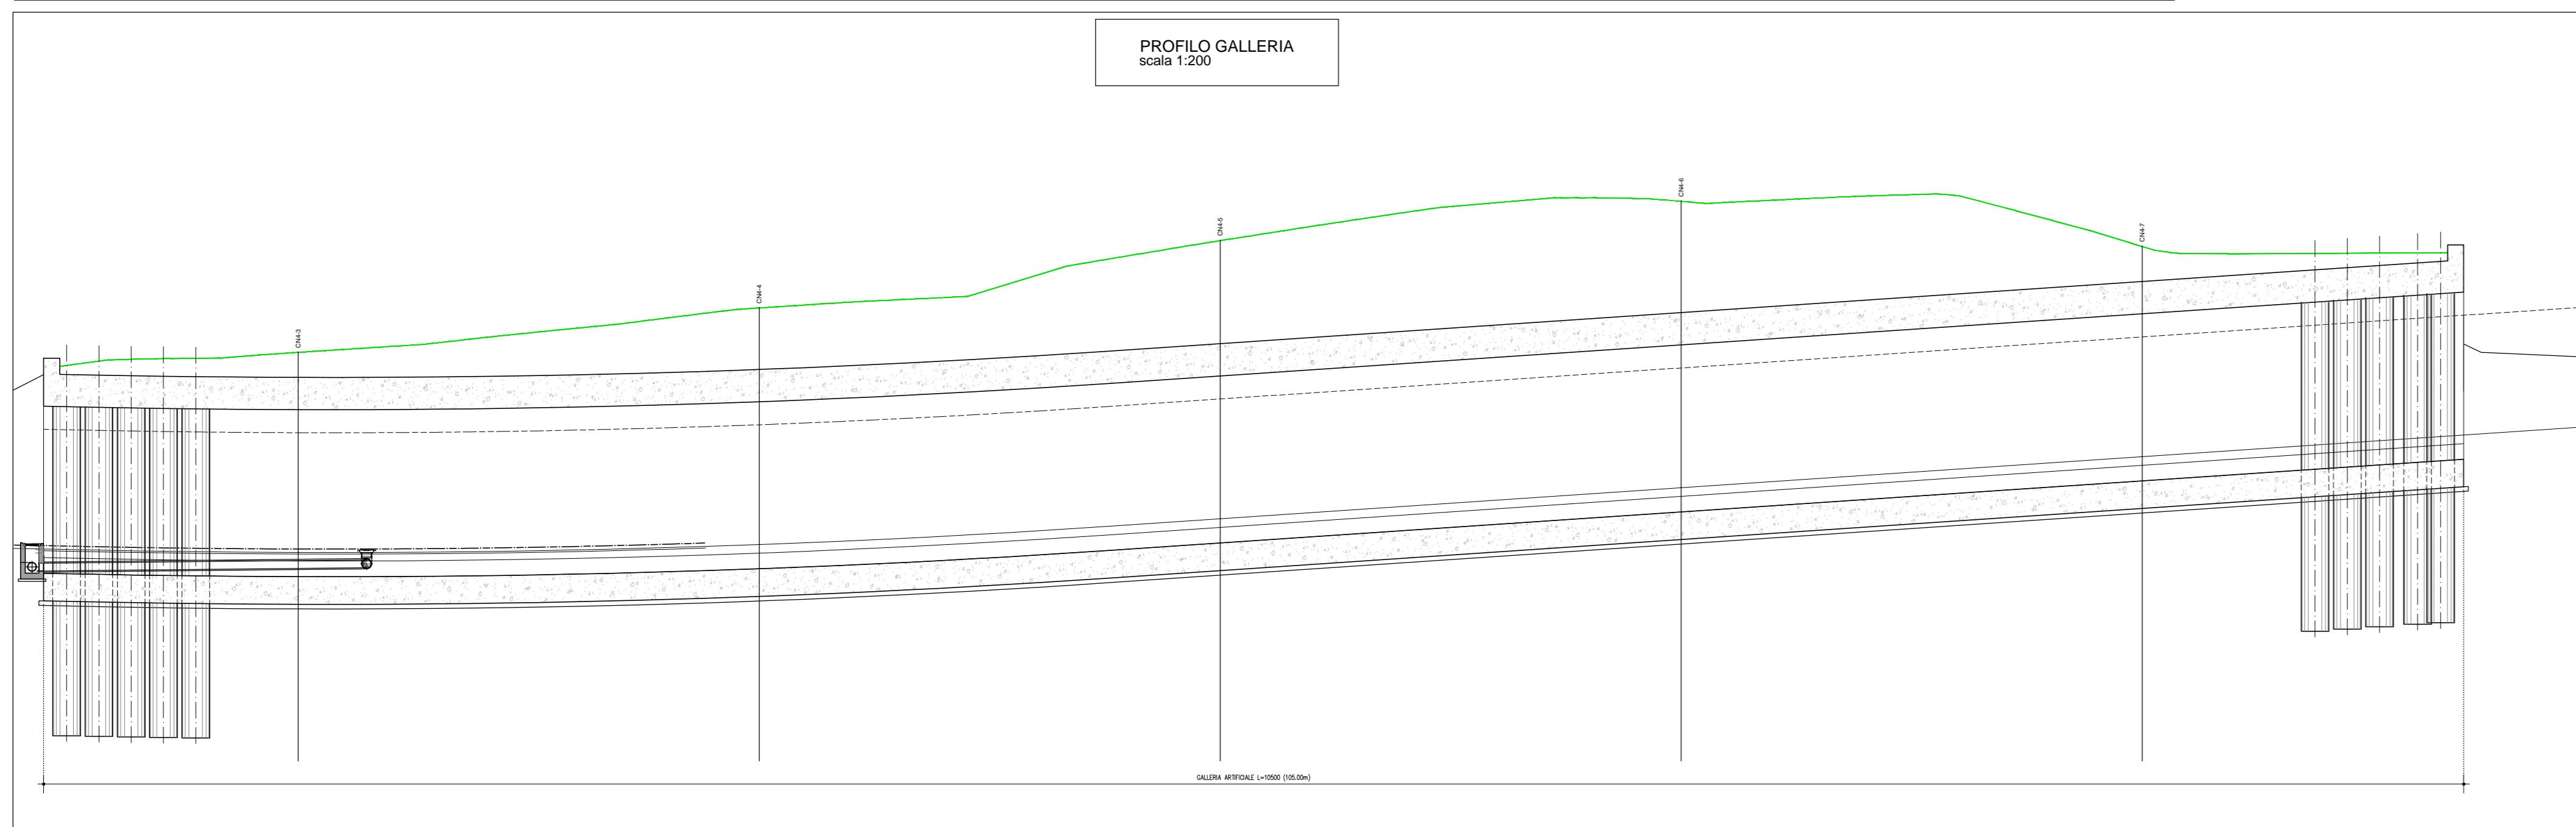 PROFILO GALLERIA
scala 1:200
CN4-3
CN4-4
CN4-5
CN4-6
CN4-7
GALLERIA ARTIFICIALE L=10500 (105.00m)